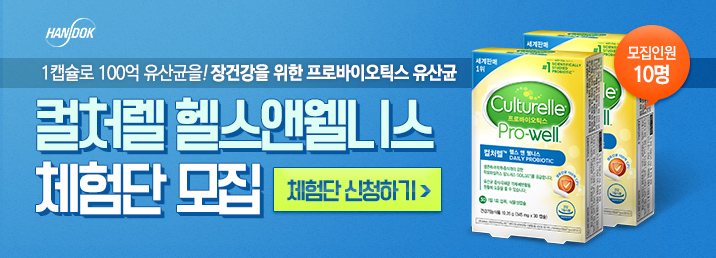 HANDOK
1캡슐로 100억 유산균을! 장건강을 위한 프로바이오틱스 유산균
컬처렐 헬스앤웰니스
체험단 모집
체험단 신청하기 >
모집인원
10명
세계판매
1위
#1
Culturelle
프로바이오틱스
Pro-well
컬처렐 헬스 앤 웰니스
DAILY PROBIOTIC